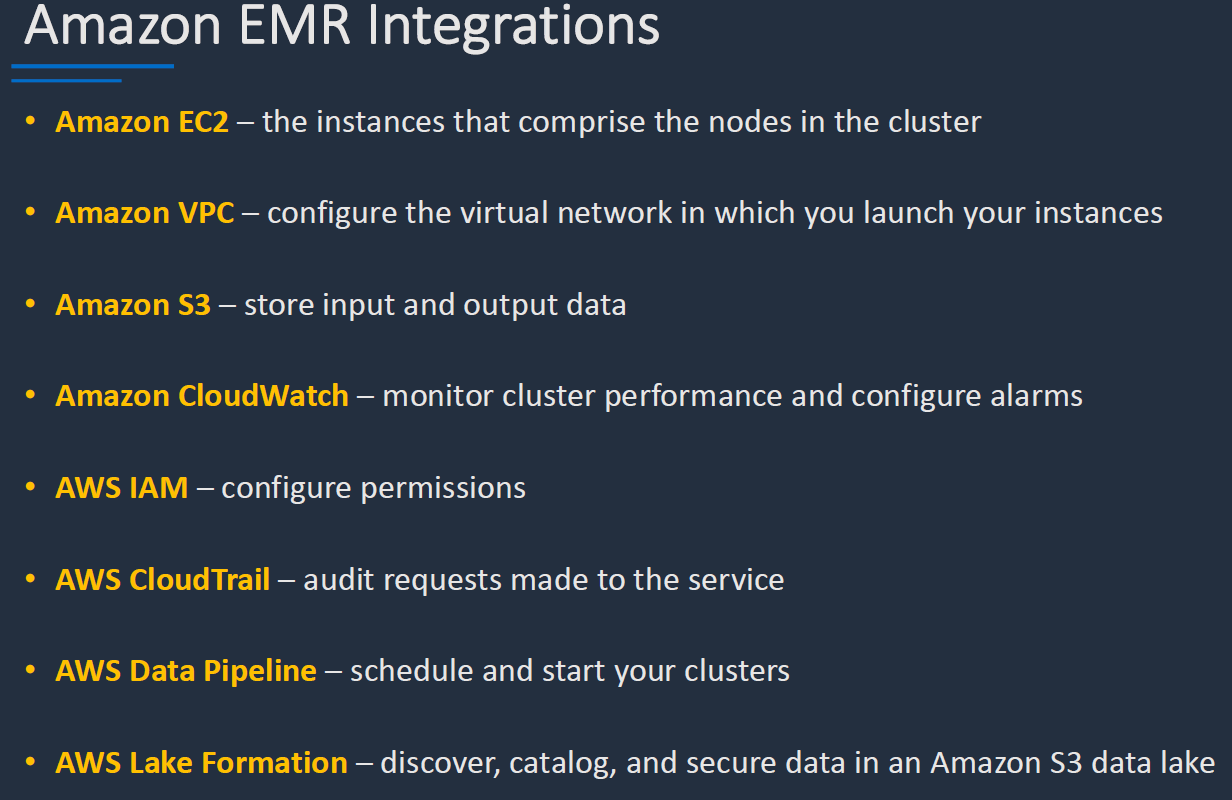 Amazon EMR Integrations
• Amazon EC2 – the instances that comprise the nodes in the cluster
• Amazon VPC – configure the virtual network in which you launch your instances
• Amazon S3 – store input and output data
• Amazon CloudWatch – monitor cluster performance and configure alarms
• AWS IAM – configure permissions
• AWS CloudTrail – audit requests made to the service
• AWS Data Pipeline – schedule and start your clusters
• AWS Lake Formation – discover, catalog, and secure data in an Amazon S3 data lake